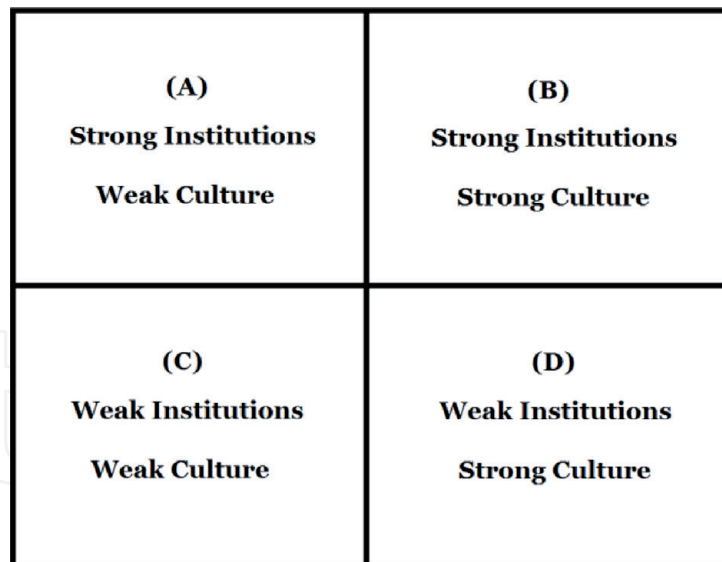 (A)
Strong Institutions
Weak Culture
(B)
Strong Institutions
Strong Culture
(C)
Weak Institutions
Weak Culture
(D)
Weak Institutions
Strong Culture